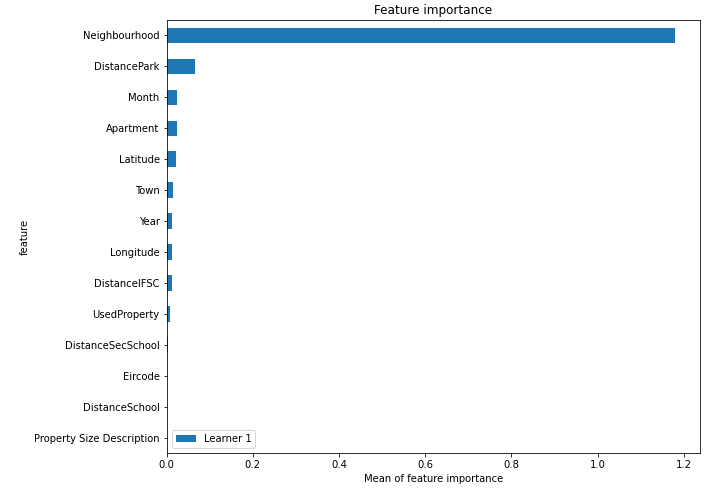 Feature importance
Neighbourhood
DistancePark
Month
Apartment
Latitude
Town
Year
Longitude
DistanceIFSC
UsedProperty
DistanceSecSchool
Eircode
DistanceSchool
Property Size Description
feature
Learner 1
0.0 0.2 0.4 0.6 0.8 1.0 1.2
Mean of feature importance